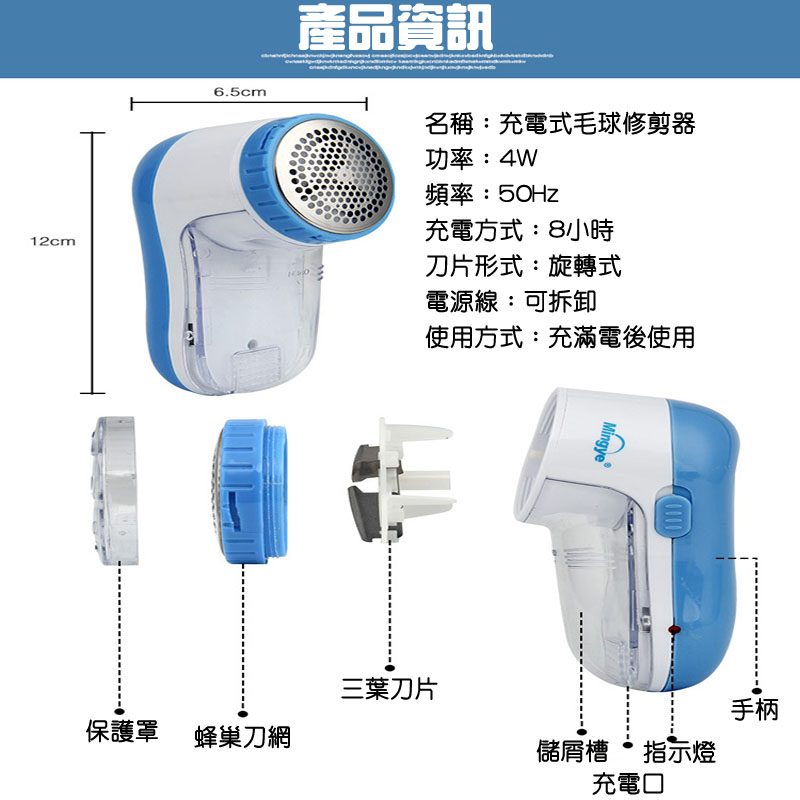 產品資訊
6.5cm
12cm
名稱：充電式毛球修剪器
功率：4W
頻率：50Hz
充電方式：8小時
刀片形式：旋轉式
電源線：可拆卸
使用方式：充滿電後使用
OPEN
Mingye®
保護罩
蜂巢刀網
三葉刀片
儲屑槽
充電口
指示燈
手柄